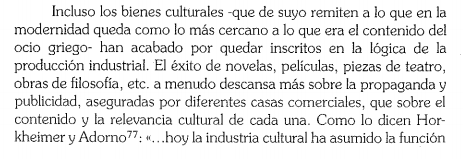 Incluso los bienes culturales -que de suyo remiten a lo que en la
modernidad queda como lo más cercano a lo que era el contenido del
ocio griego- han acabado por quedar inscritos en la lógica de la
producción industrial. El éxito de novelas, películas, piezas de teatro,
obras de filosofía, etc. a menudo descansa más sobre la propaganda y
publicidad, aseguradas por diferentes casas comerciales, que sobre el
contenido y la relevancia cultural de cada una. Como lo dicen Hor-
kheimer y Adorno77: «...hoy la industria cultural ha asumido la función